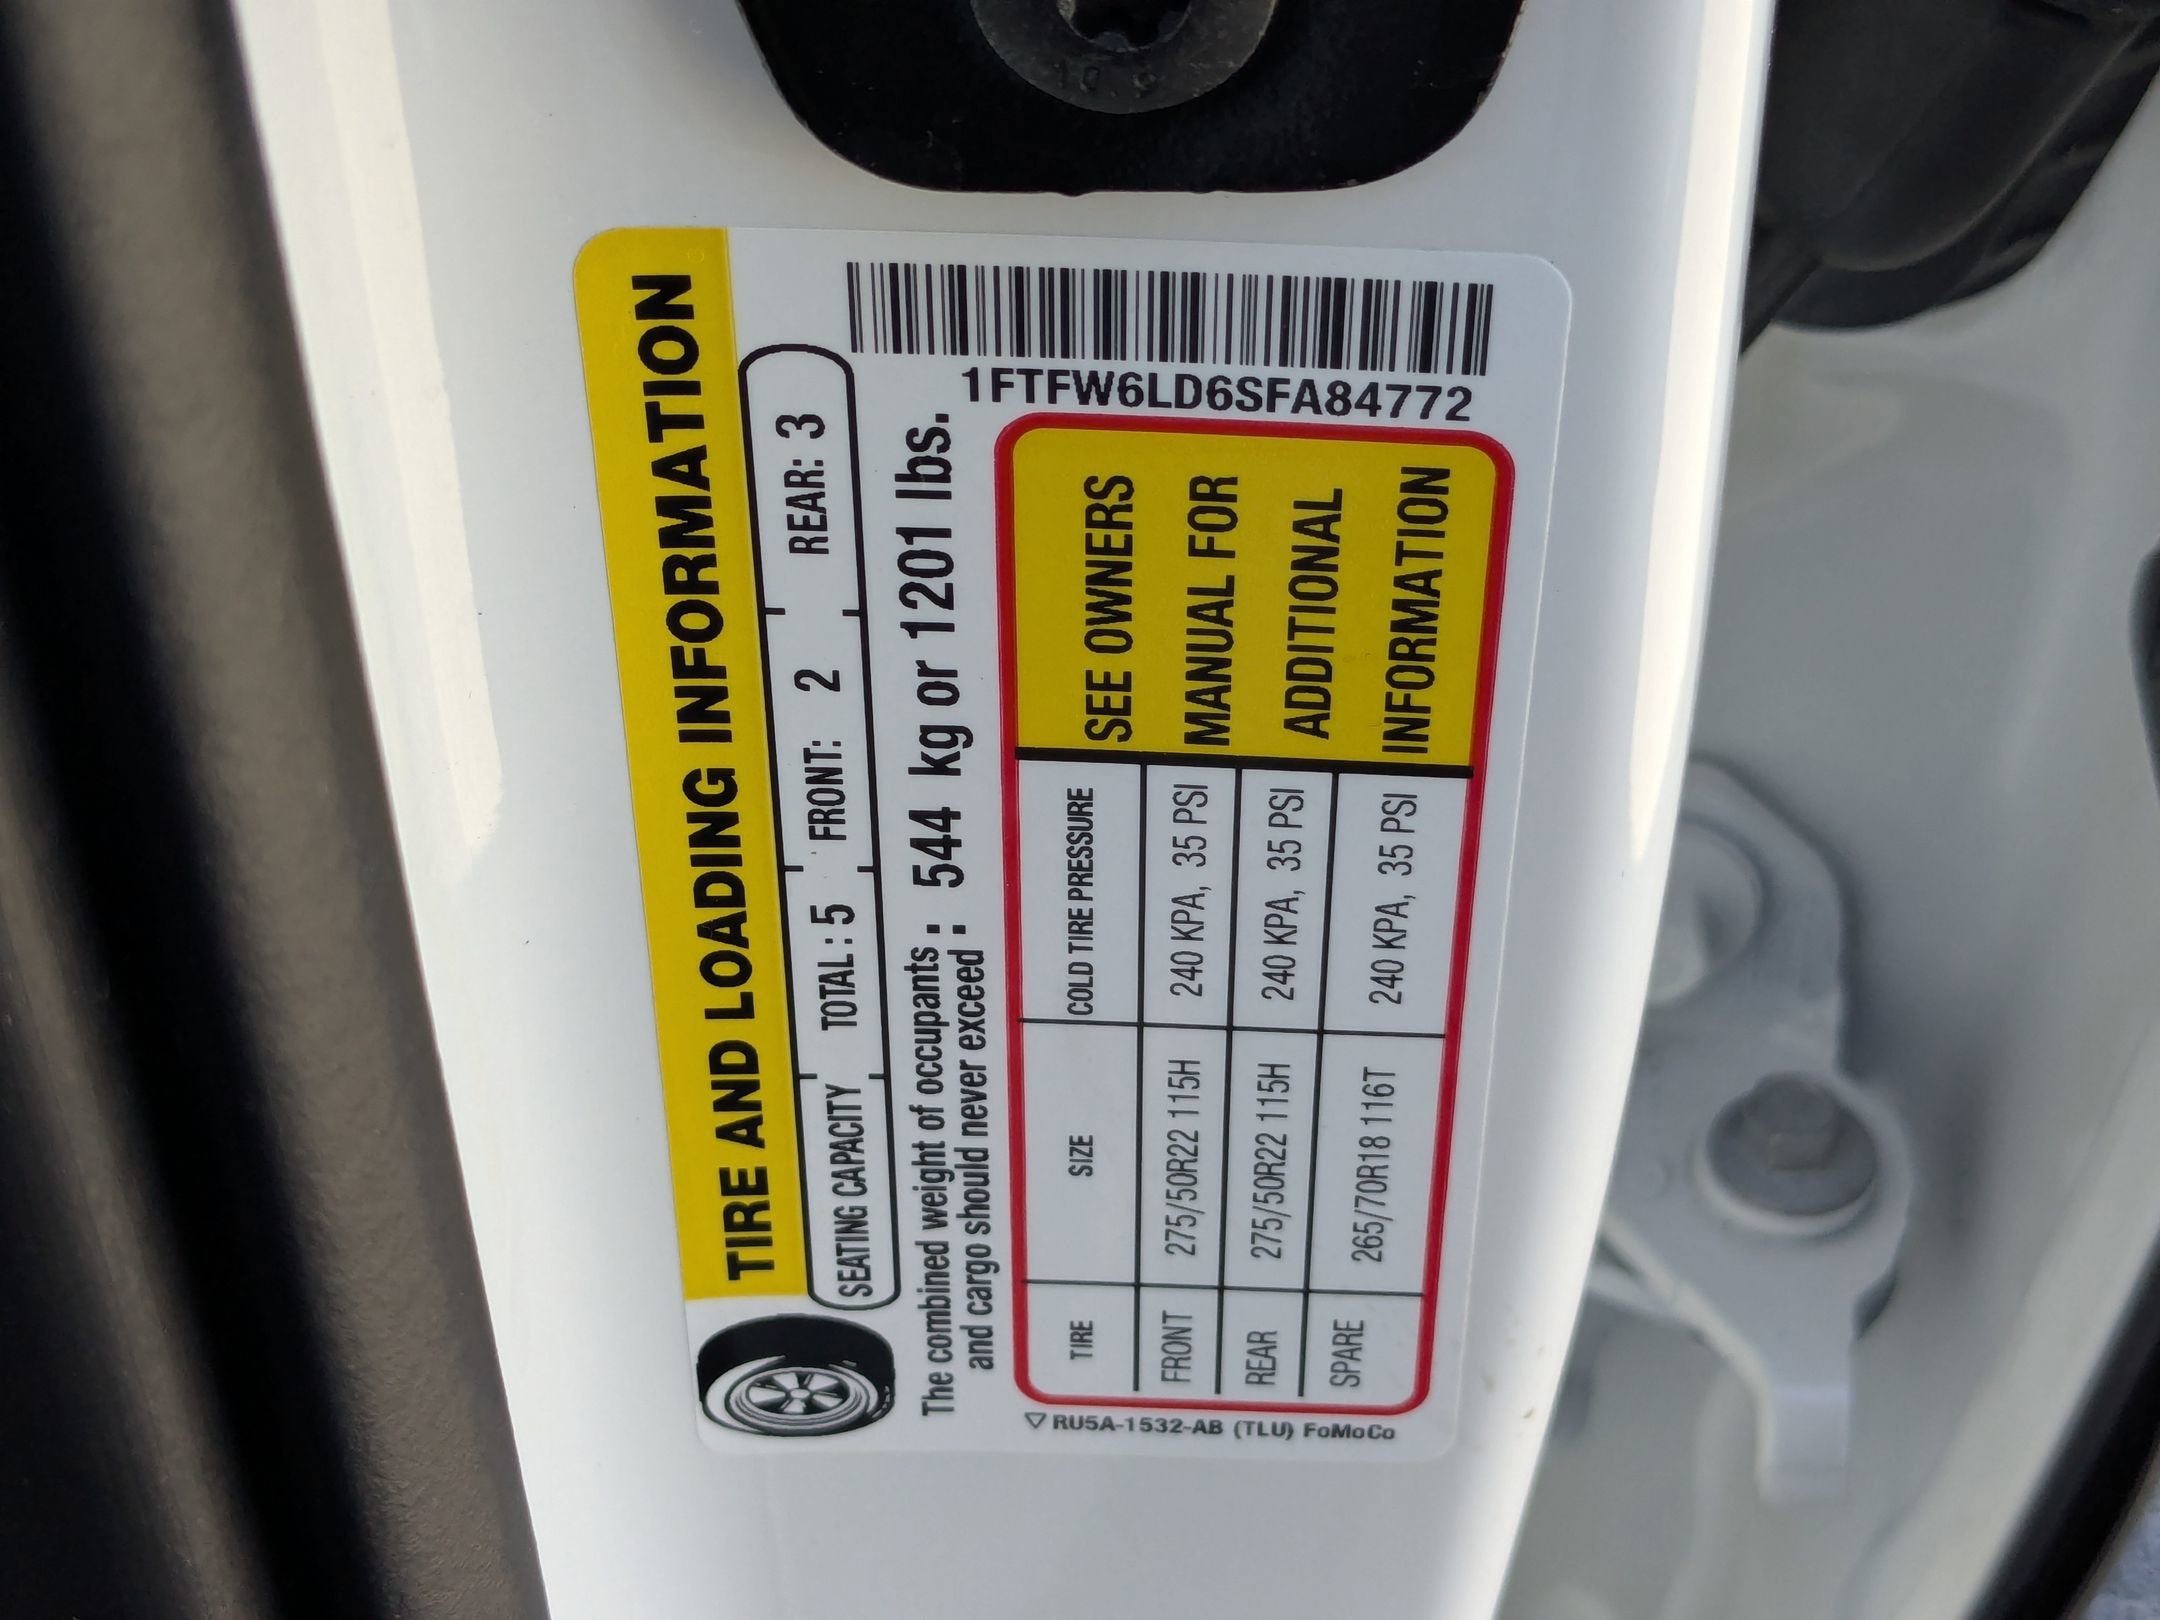 10.9
TIRE AND LOADING INFORMATION
SEATING CAPACITY TOTAL : 5 FRONT: 2 REAR: 3
The combined weight of occupants : 544 kg or 1201 lbs.
and cargo should never exceed :
1FTFW6LD6SFA84772
TIRE SIZE COLD TIRE PRESSURE
FRONT 275/50R22 115H 240 KPA, 35 PSI
REAR 275/50R22 115H 240 KPA, 35 PSI
SPARE 265/70R18 116T 240 KPA, 35 PSI
SEE OWNERS
MANUAL FOR
ADDITIONAL
INFORMATION
RU5A-1532-AB (TLU) FoMoCo